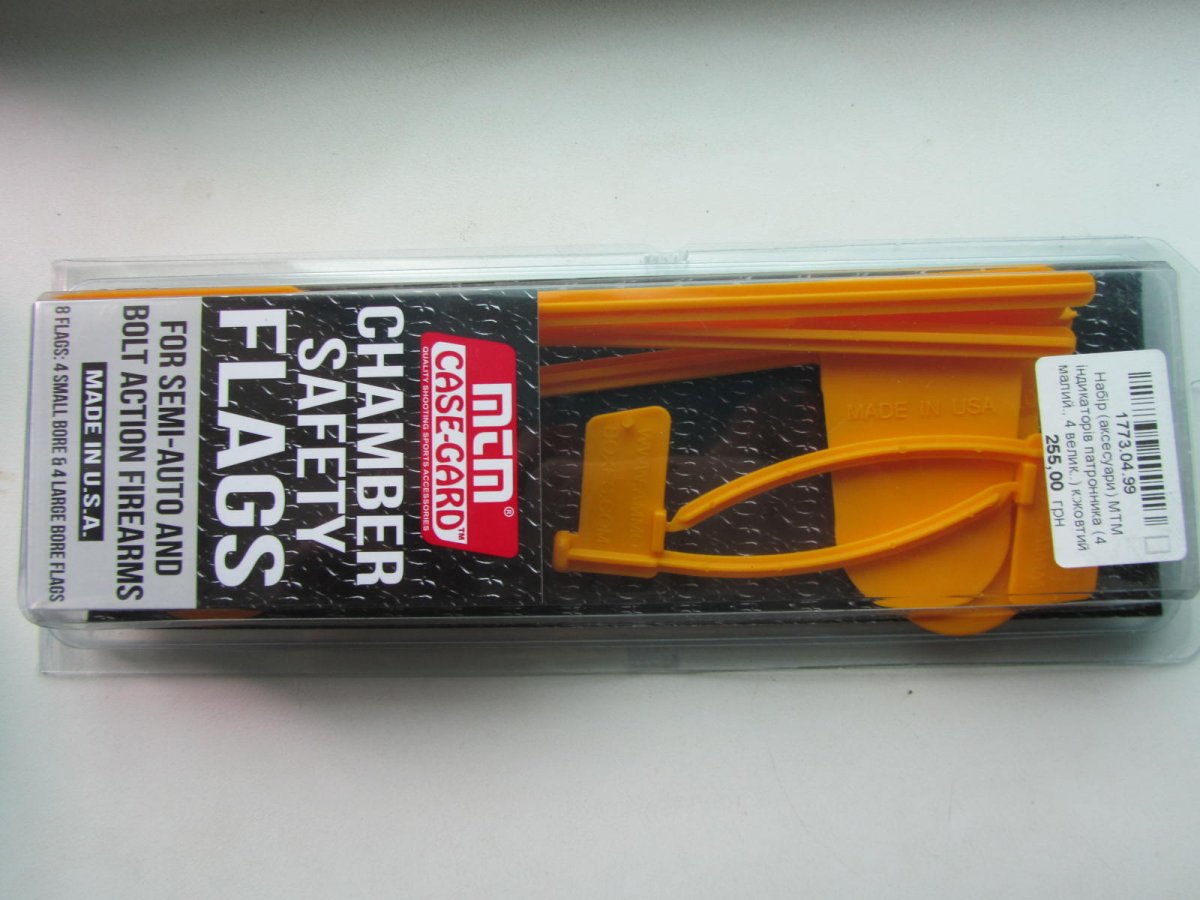 mtm®
CASE-GARD™
QUALITY SHOOTING SPORTS ACCESSORIES
CHAMBER
SAFETY
FLAGS
FOR SEMI-AUTO AND
BOLT ACTION FIREARMS
MADE IN U.S.A.
8 FLAGS: 4 SMALL BORE & 4 LARGE BORE FLAGS
MADE IN USA
1773.04.99
Набір (аксесуари) MTM
індикаторів патронника (4
малий., 4 велик..) к:жовтий
255,00 грн